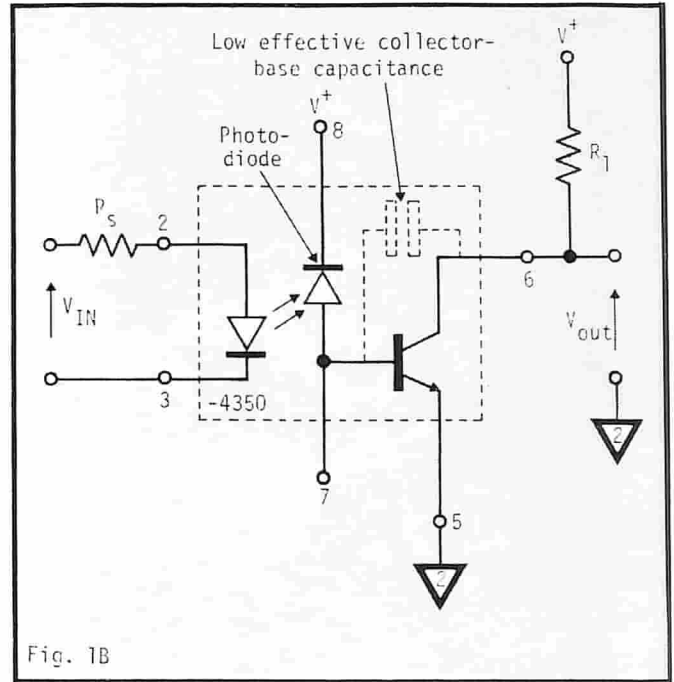 Low effective collector-
base capacitance
V+
V+
8
Photo-
diode
R1
Ps
2
6
VIN
Vout
3
-4350
2
7
5
2
Fig. 1B